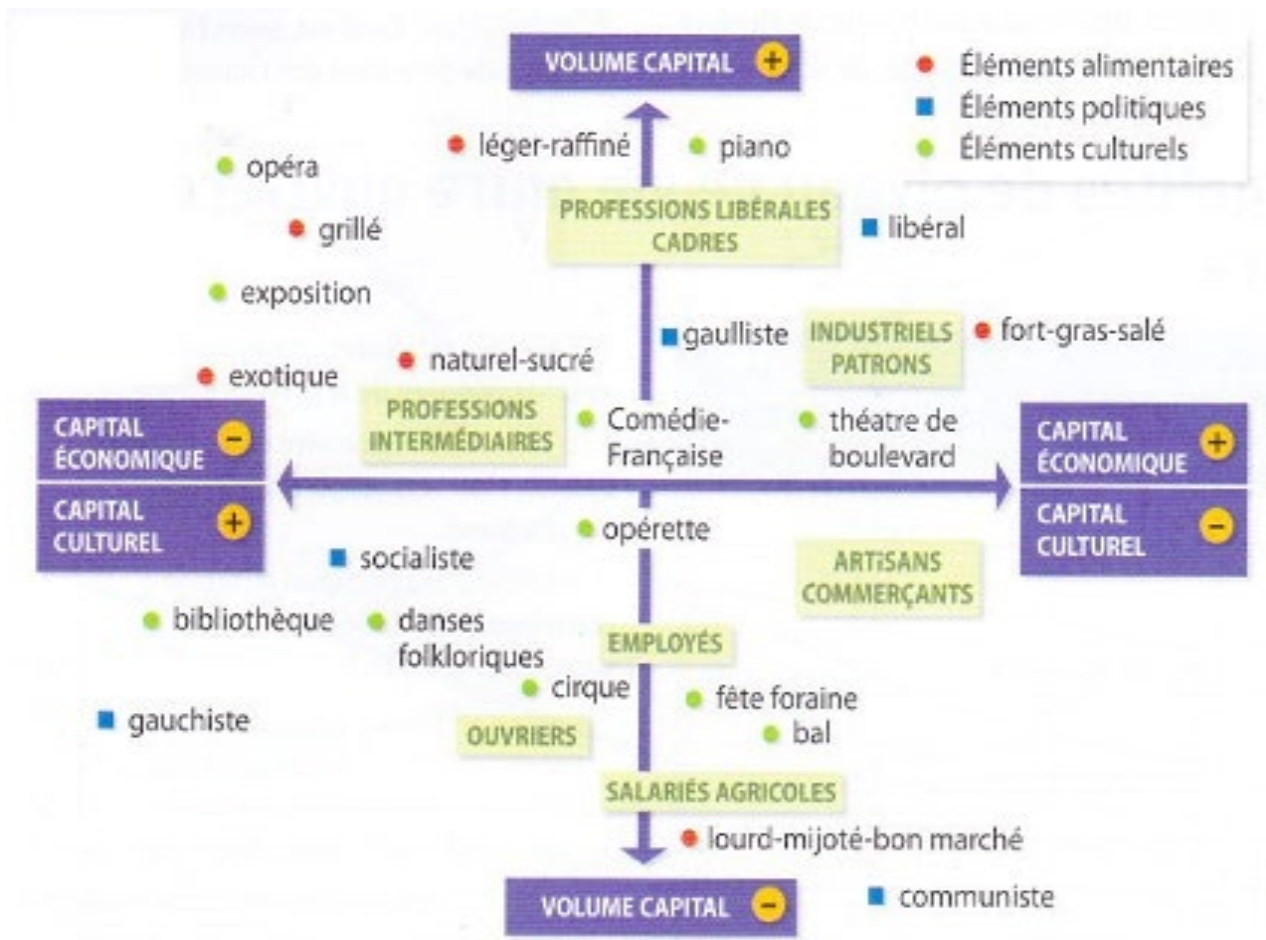 VOLUME CAPITAL +
Éléments alimentaires
Éléments politiques
Éléments culturels
léger-raffiné
piano
opéra
PROFESSIONS LIBÉRALES
CADRES
grillé
libéral
exposition
gaulliste
INDUSTRIELS
PATRONS
fort-gras-salé
naturel-sucré
exotique
PROFESSIONS
INTERMÉDIAIRES
Comédie-
Française
théatre de
boulevard
CAPITAL
ÉCONOMIQUE −
CAPITAL
CULTUREL +
CAPITAL
ÉCONOMIQUE +
CAPITAL
CULTUREL −
opérette
socialiste
ARTiSANS
COMMERÇANTS
bibliothèque
danses
folkloriques
EMPLOYÉS
cirque
fête foraine
gauchiste
OUVRIERS
bal
SALARIÉS AGRICOLES
lourd-mijoté-bon marché
communiste
VOLUME CAPITAL −